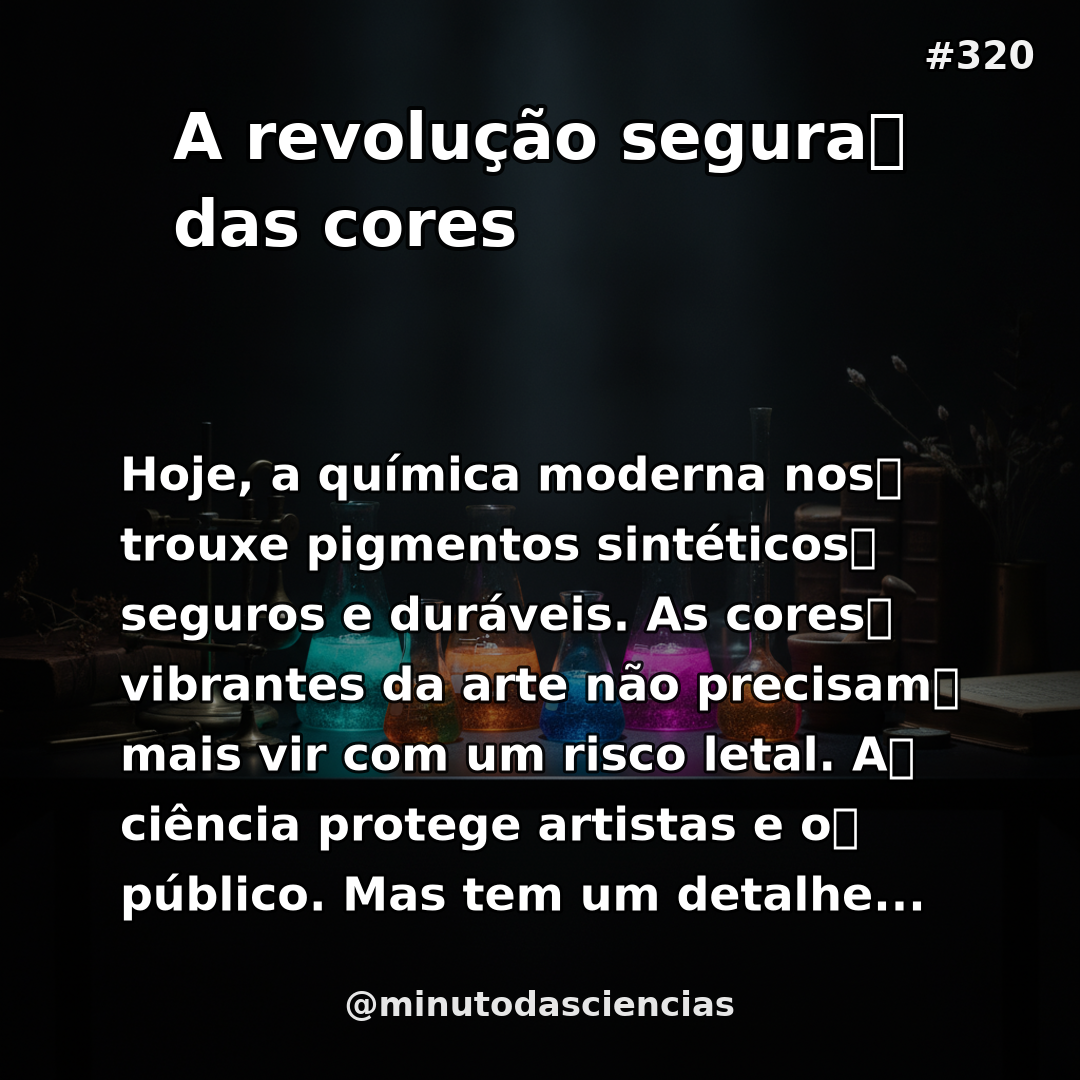 #320
A revolução segura▯
das cores
Hoje, a química moderna nos▯
trouxe pigmentos sintéticos▯
seguros e duráveis. As cores▯
vibrantes da arte não precisam▯
mais vir com um risco letal. A▯
ciência protege artistas e o▯
público. Mas tem um detalhe...
@minutodasciencias